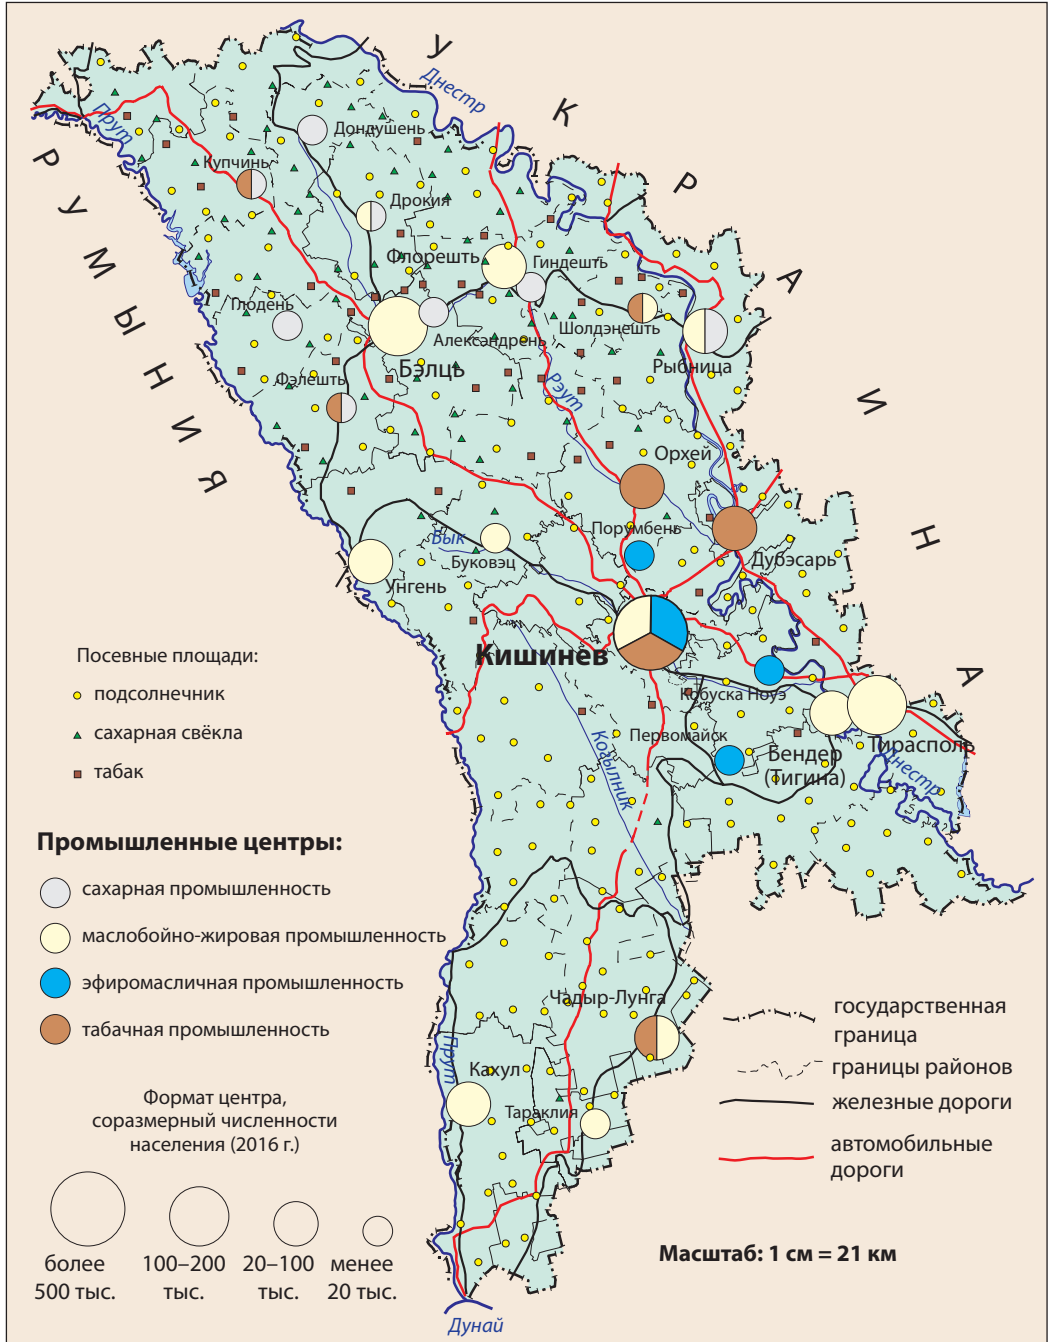 У К Р А И Н А
Днестр
Прут
РУМЫНИЯ
Дондушень
Купчинь
Дрокия
Флорешть
Гиндешть
Глодень
Александрень
Шолдэнешть
Рыбница
Бэлць
Фэлешть
Рэут
Орхей
Порумбень
Бык
Буковэц
Дубэсарь
Унгень
Кишинев
Кобуска Ноуэ
Первомайск
Когылник
Бендер
(Тигина)
Тирасполь
Днестр
Посевные площади:
подсолнечник
сахарная свёкла
табак
Промышленные центры:
сахарная промышленность
маслобойно-жировая промышленность
эфиромасличная промышленность
табачная промышленность
Чадыр-Лунга
Прут
Кахул
Тараклия
Формат центра,
соразмерный численности
населения (2016 г.)
более
500 тыс.
100–200
тыс.
20–100
тыс.
менее
20 тыс.
государственная
граница
границы районов
железные дороги
автомобильные
дороги
Масштаб: 1 см = 21 км
Дунай